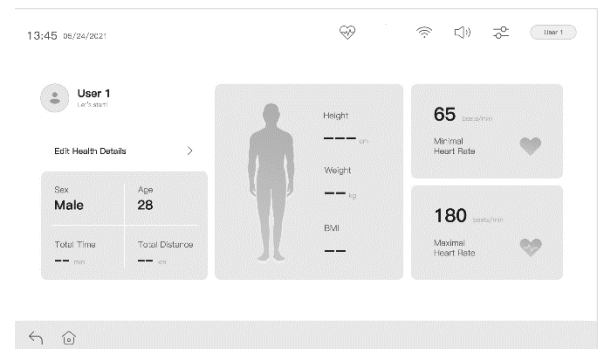 13:45 05/24/2021
User 1
User 1
Let's start!
Edit Health Details
Sex
Male
Age
28
Total Time
-- min
Total Distance
-- km
Height
--- cm
Weight
-- kg
BMI
--
65 beats/min
Minimal
Heart Rate
180 beats/min
Maximal
Heart Rate